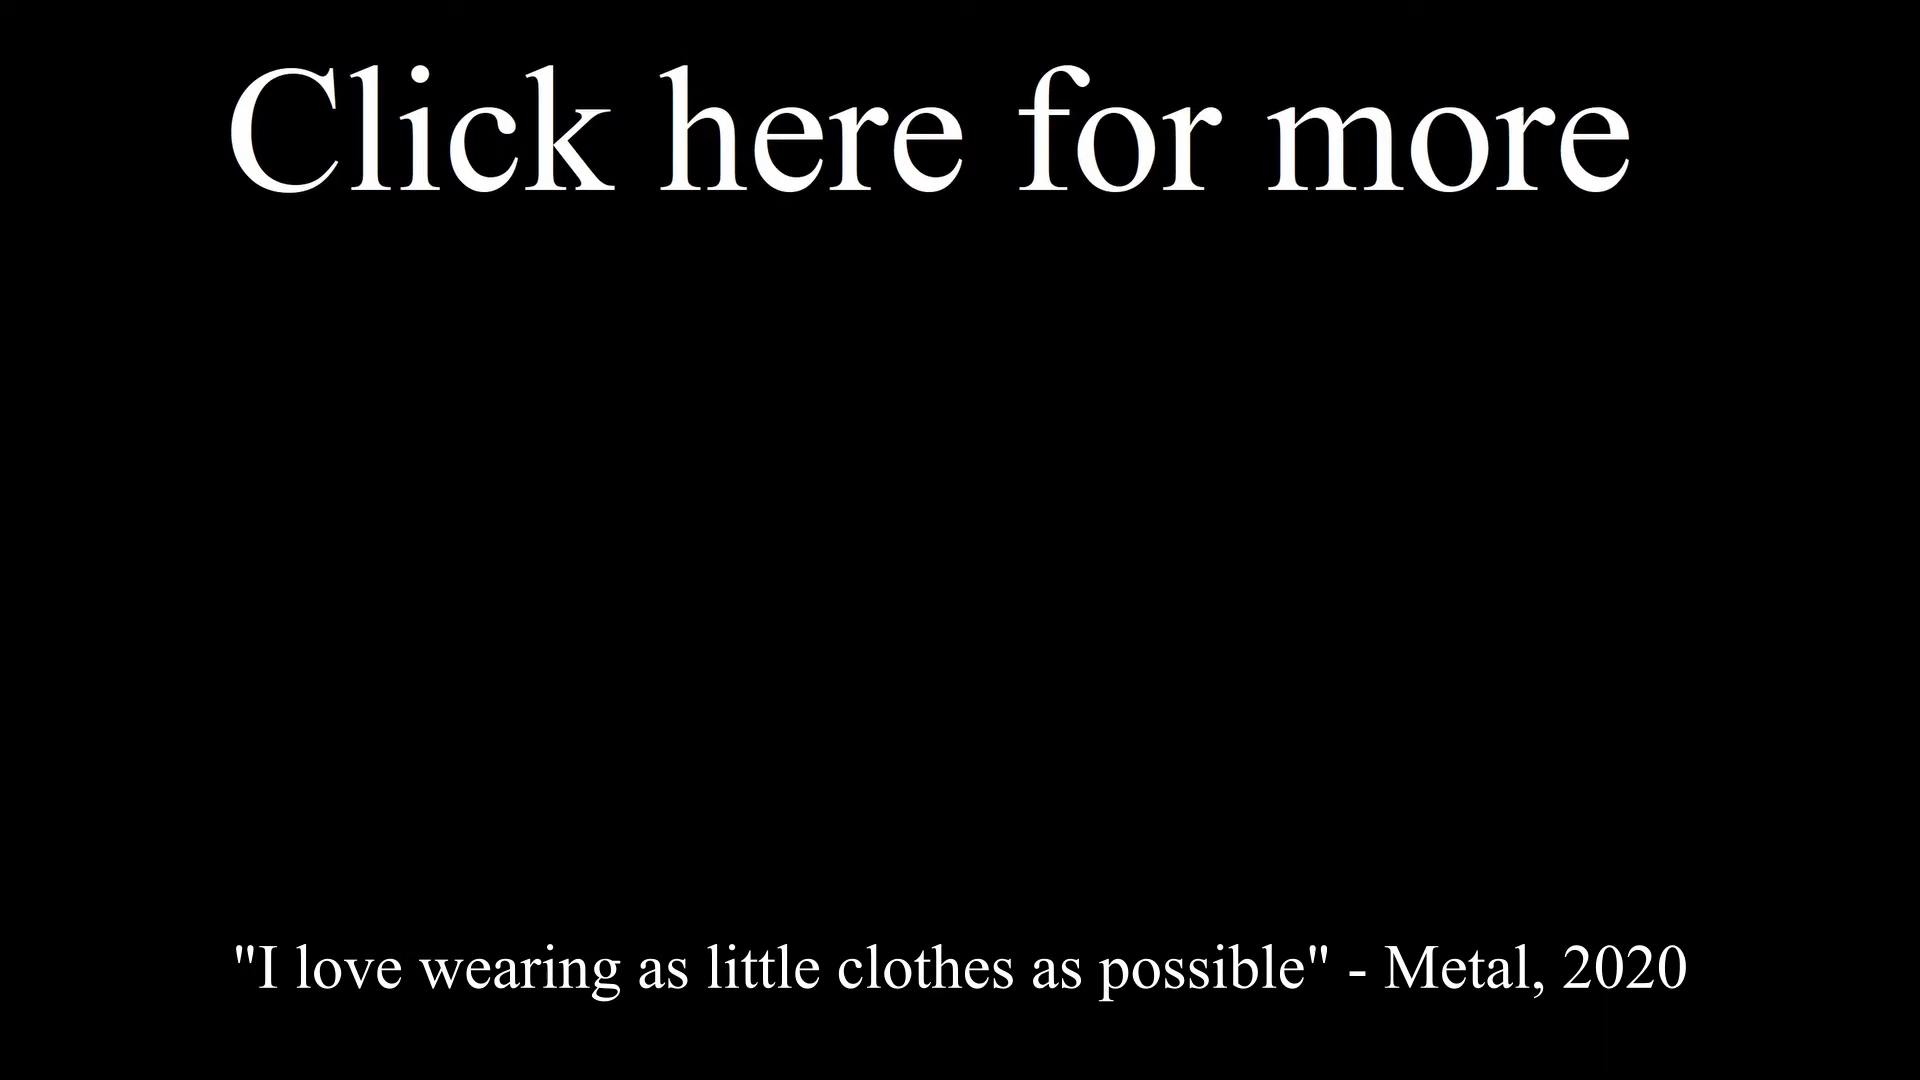 Click here for more
"I love wearing as little clothes as possible" - Metal, 2020